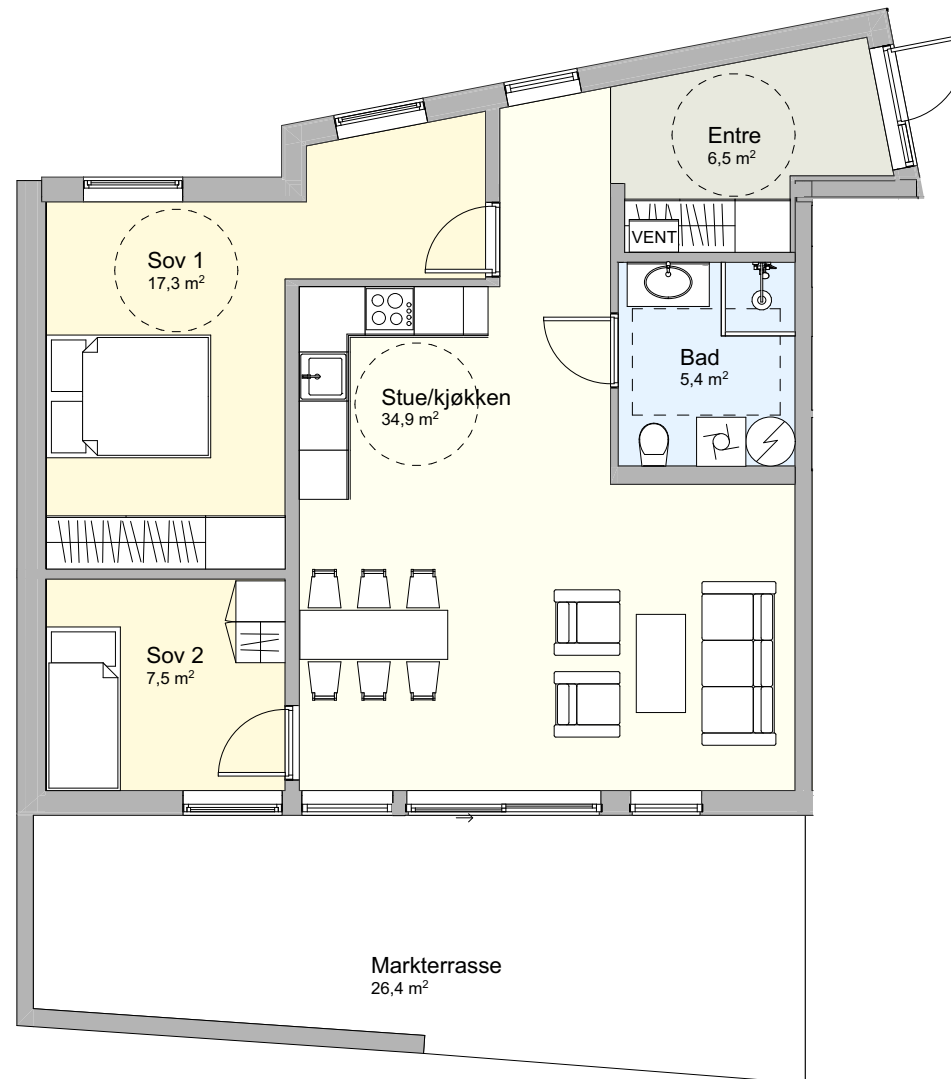 Entre
6,5 m²
VENT
Sov 1
17,3 m²
Bad
5,4 m²
Stue/kjøkken
34,9 m²
Sov 2
7,5 m²
Markterrasse
26,4 m²